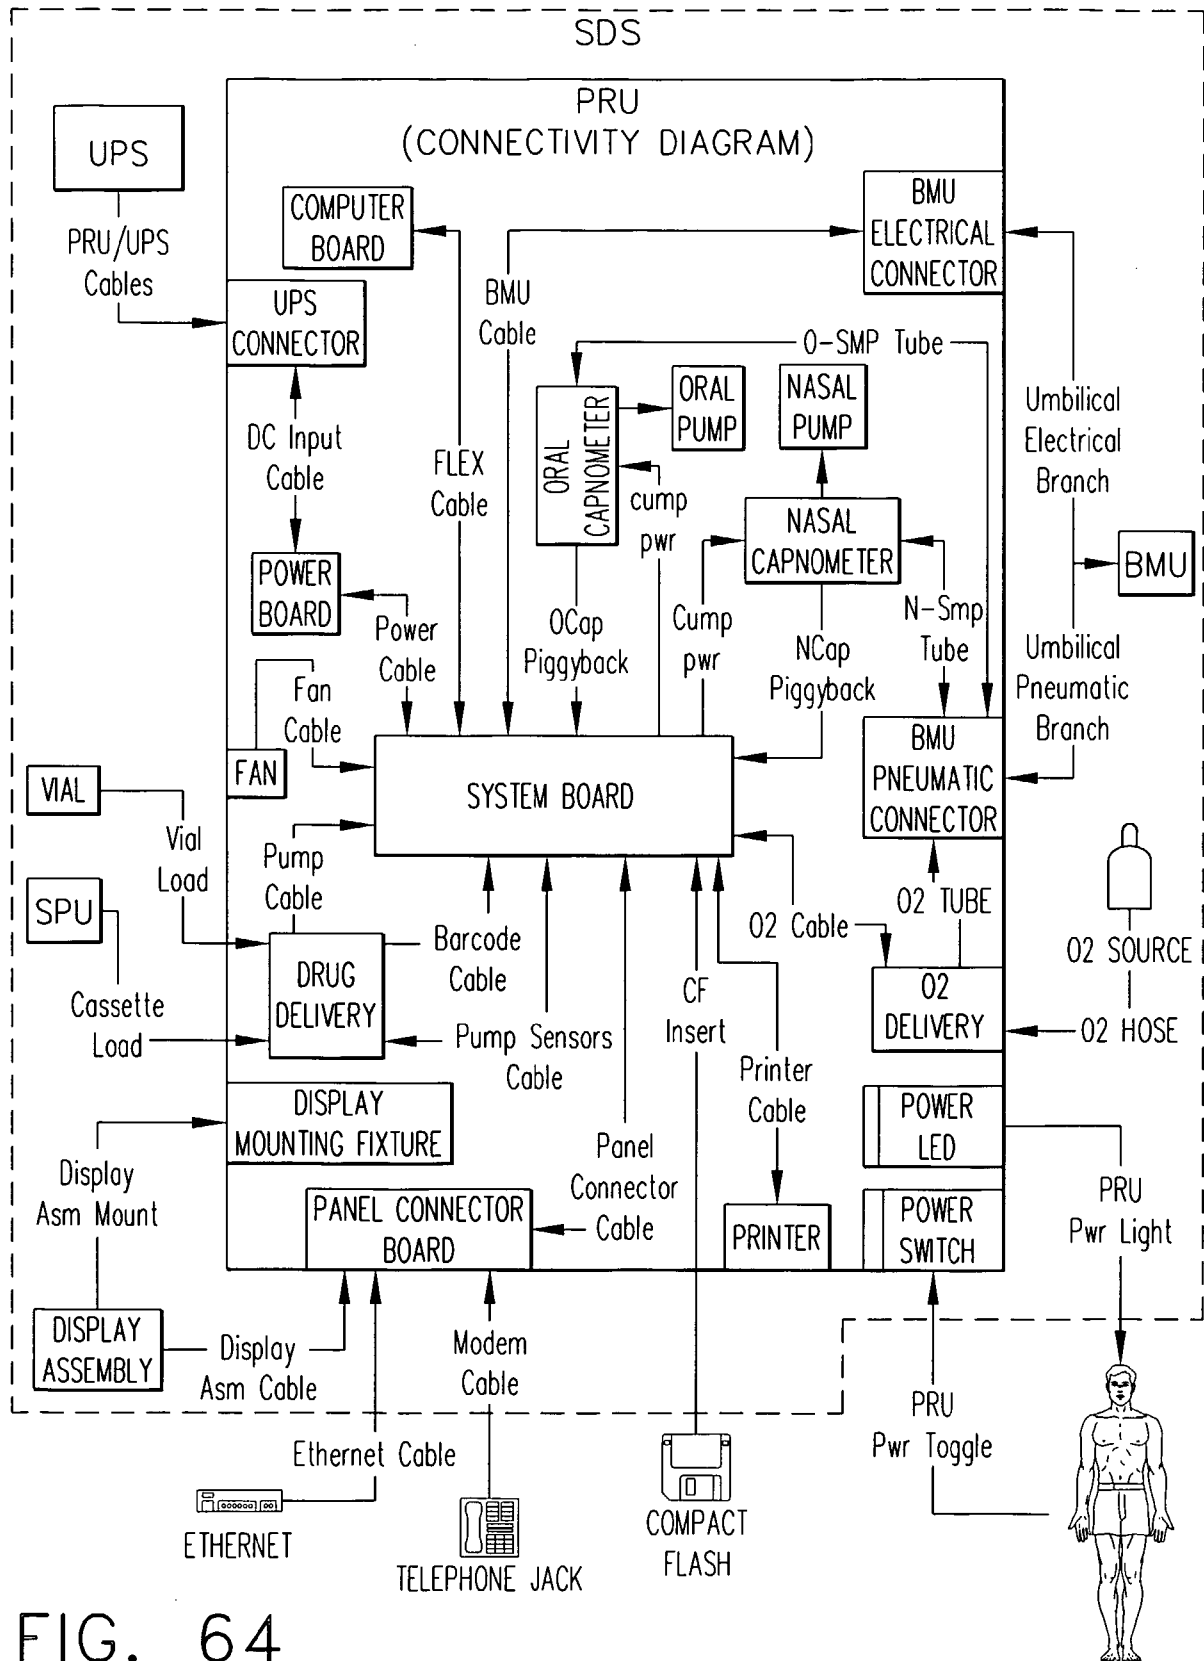 SDS
PRU
(CONNECTIVITY DIAGRAM)
UPS
PRU/UPS
Cables
COMPUTER
BOARD
BMU
ELECTRICAL
CONNECTOR
UPS
CONNECTOR
BMU
Cable
O-SMP Tube
ORAL
PUMP
NASAL
PUMP
ORAL
CAPNOMETER
DC Input
Cable
FLEX
Cable
cump
pwr
Umbilical
Electrical
Branch
NASAL
CAPNOMETER
BMU
POWER
BOARD
Power
Cable
OCap
Piggyback
Cump
pwr
NCap
Piggyback
N-Smp
Tube
Umbilical
Pneumatic
Branch
Fan
Cable
FAN
SYSTEM BOARD
BMU
PNEUMATIC
CONNECTOR
VIAL
Vial
Load
Pump
Cable
SPU
Cassette
Load
DRUG
DELIVERY
Barcode
Cable
Pump Sensors
Cable
CF
Insert
O2 Cable
O2 TUBE
O2 SOURCE
O2
DELIVERY
O2 HOSE
Printer
Cable
DISPLAY
MOUNTING FIXTURE
POWER
LED
Display
Asm Mount
Panel
Connector
Cable
PRU
Pwr Light
PANEL CONNECTOR
BOARD
PRINTER
POWER
SWITCH
DISPLAY
ASSEMBLY
Display
Asm Cable
Modem
Cable
PRU
Pwr Toggle
Ethernet Cable
ETHERNET
TELEPHONE JACK
COMPACT
FLASH
FIG. 64